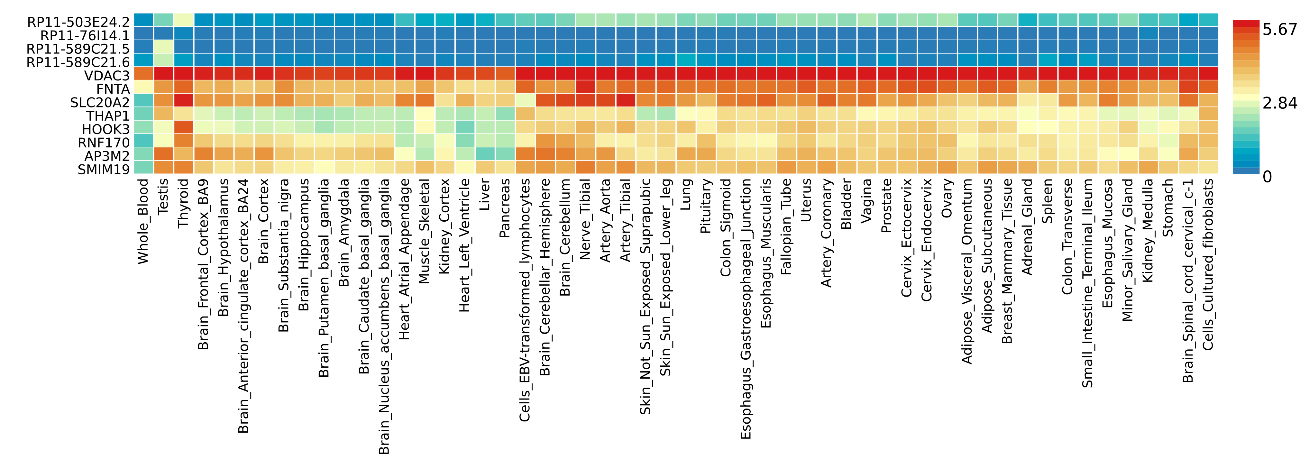 RP11-503E24.2
RP11-76I14.1
RP11-589C21.5
RP11-589C21.6
VDAC3
FNTA
SLC20A2
THAP1
HOOK3
RNF170
AP3M2
SMIM19
5.67
2.84
0
Whole_Blood
Testis
Thyroid
Brain_Frontal_Cortex_BA9
Brain_Hypothalamus
Brain_Anterior_cingulate_cortex_BA24
Brain_Cortex
Brain_Substantia_nigra
Brain_Hippocampus
Brain_Putamen_basal_ganglia
Brain_Amygdala
Brain_Caudate_basal_ganglia
Brain_Nucleus_accumbens_basal_ganglia
Heart_Atrial_Appendage
Muscle_Skeletal
Kidney_Cortex
Heart_Left_Ventricle
Liver
Pancreas
Cells_EBV-transformed_lymphocytes
Brain_Cerebellar_Hemisphere
Brain_Cerebellum
Nerve_Tibial
Artery_Aorta
Artery_Tibial
Skin_Not_Sun_Exposed_Suprapubic
Skin_Sun_Exposed_Lower_leg
Lung
Pituitary
Colon_Sigmoid
Esophagus_Gastroesophageal_Junction
Esophagus_Muscularis
Fallopian_Tube
Uterus
Artery_Coronary
Bladder
Vagina
Prostate
Cervix_Ectocervix
Cervix_Endocervix
Ovary
Adipose_Visceral_Omentum
Adipose_Subcutaneous
Breast_Mammary_Tissue
Adrenal_Gland
Spleen
Colon_Transverse
Small_Intestine_Terminal_Ileum
Esophagus_Mucosa
Minor_Salivary_Gland
Kidney_Medulla
Stomach
Brain_Spinal_cord_cervical_c-1
Cells_Cultured_fibroblasts